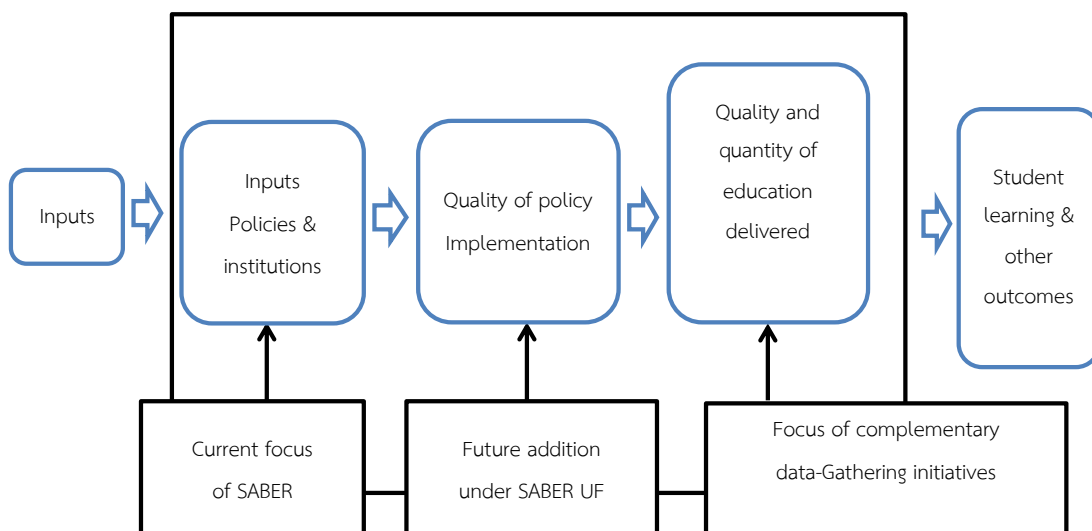 Inputs
Inputs
Policies &
institutions
Quality of policy
Implementation
Quality and
quantity of
education
delivered
Student
learning &
other
outcomes
Current focus
of SABER
Future addition
under SABER UF
Focus of complementary
data-Gathering initiatives